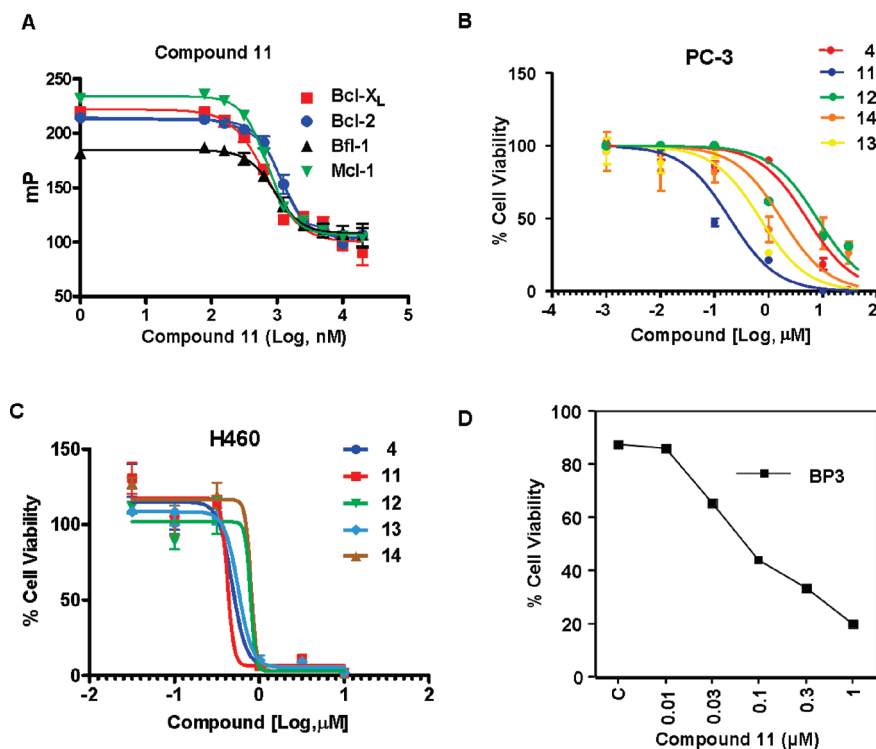 A
Compound 11
mP
250
200
150
100
50
0
1
2
3
4
5
Compound 11 (Log, nM)
Bcl-XL
Bcl-2
Bfl-1
Mcl-1
B
PC-3
% Cell Viability
150
100
50
0
-3
-2
-1
0
1
2
Compound [Log, μM]
4
11
12
14
13
C
H460
% Cell Viability
150
100
50
0
-2
-1
0
1
2
Compound [Log,μM]
4
11
12
13
14
D
% Cell Viability
100
80
60
40
20
C
0.01
0.03
0.1
0.3
1
Compound 11 (μM)
BP3